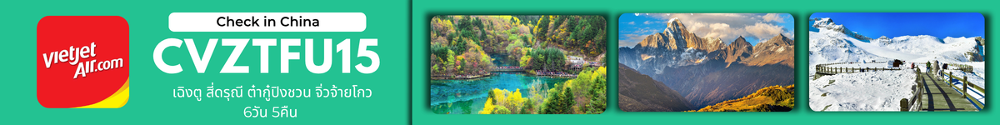 vietjet
Air.com
Check in China
CVZTFU15
เฉิงตู สี่ดรุณี ต๋ากู๋ปิงชวน จิ่วจ้ายโกว
6วัน 5คืน